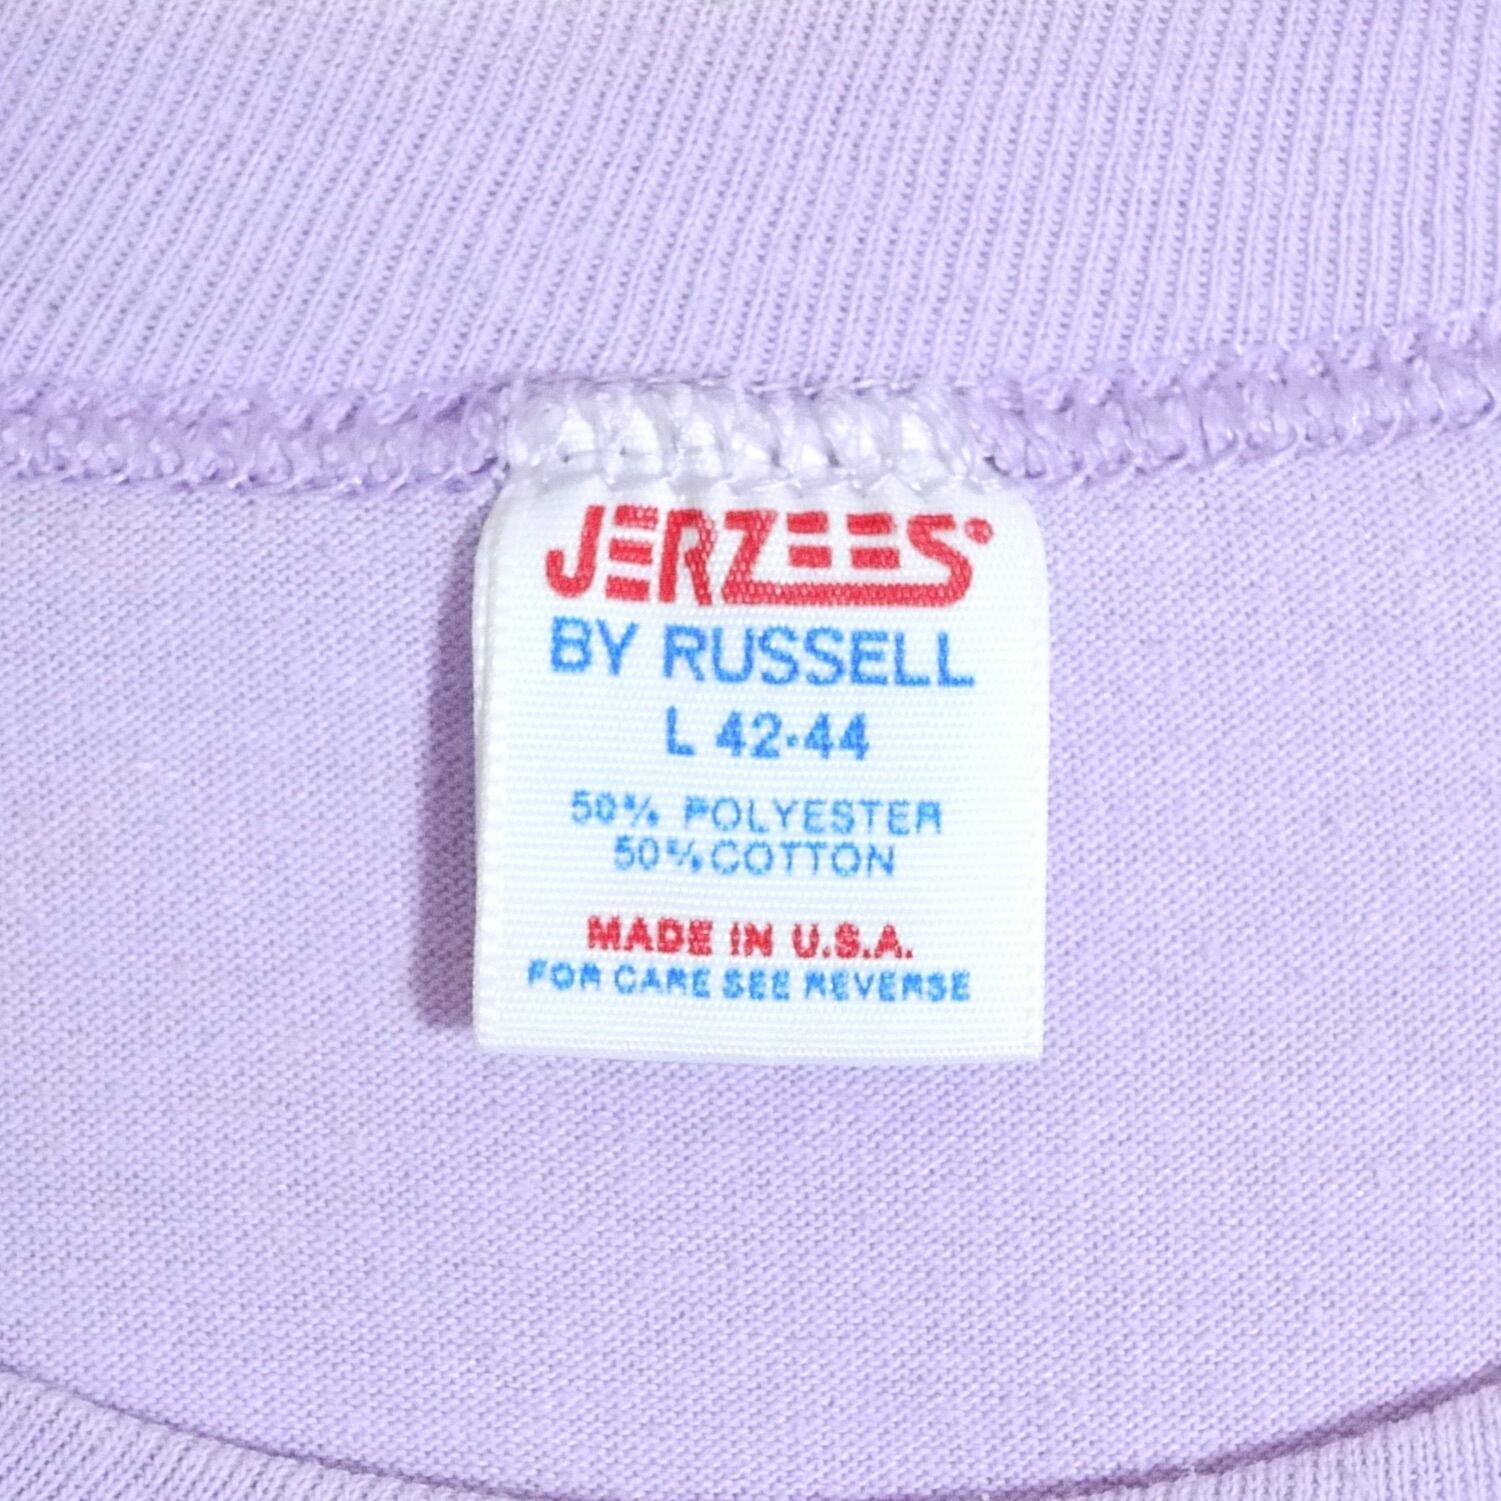 JERZEES®
BY RUSSELL
L 42-44
50% POLYESTER
50% COTTON
MADE IN U.S.A.
FOR CARE SEE REVERSE